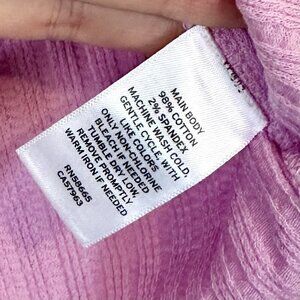 MAIN BODY
98% COTTON
2% SPANDEX
MACHINE WASH COLD,
GENTLE CYCLE, WITH
LIKE COLORS
ONLY NON-CHLORINE
BLEACH IF NEEDED
TUMBLE DRY LOW,
REMOVE PROMPTLY
WARM IRON IF NEEDED
RN58665
CA57963